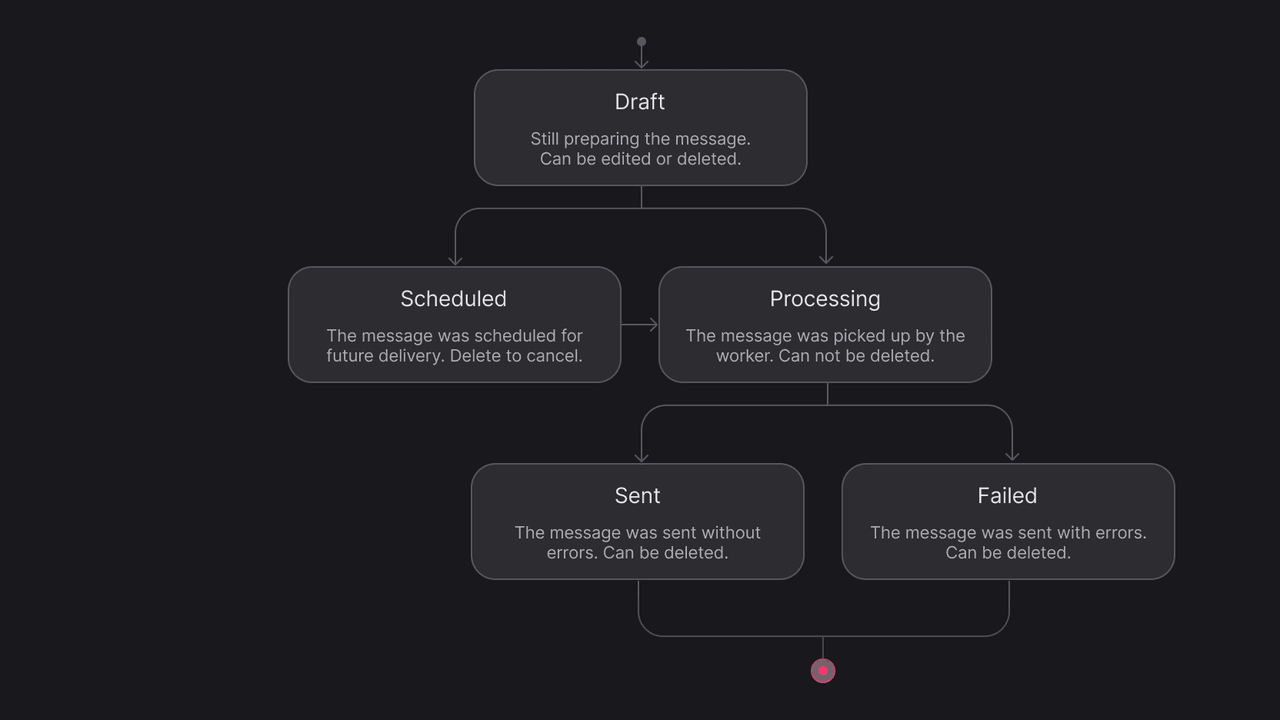 Draft
Still preparing the message.
Can be edited or deleted.
Scheduled
The message was scheduled for
future delivery. Delete to cancel.
Processing
The message was picked up by the
worker. Can not be deleted.
Sent
The message was sent without
errors. Can be deleted.
Failed
The message was sent with errors.
Can be deleted.